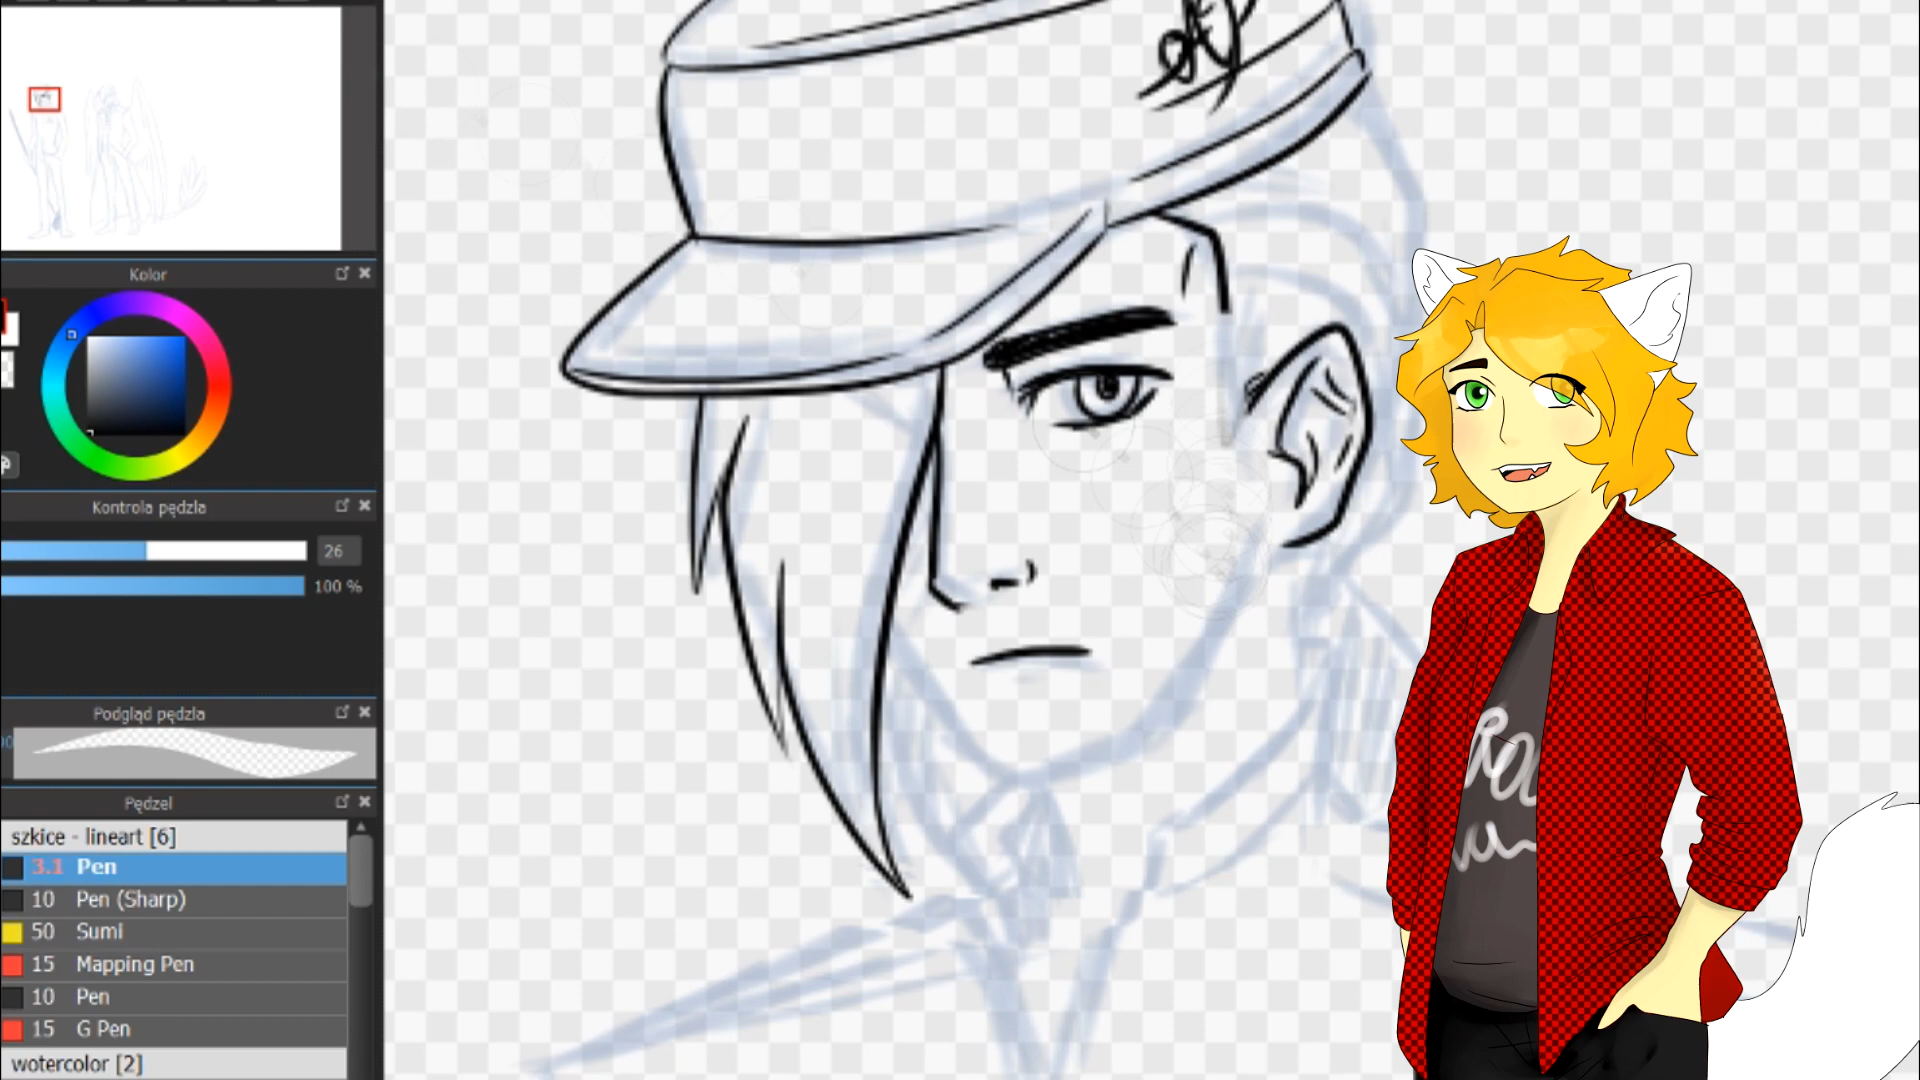 Kolor
Kontrola pędzla
26
100 %
Podgląd pędzla
Pędzel
szkice - lineart [6]
3.1 Pen
10 Pen (Sharp)
50 Sumi
15 Mapping Pen
10 Pen
15 G Pen
wotercolor [2]